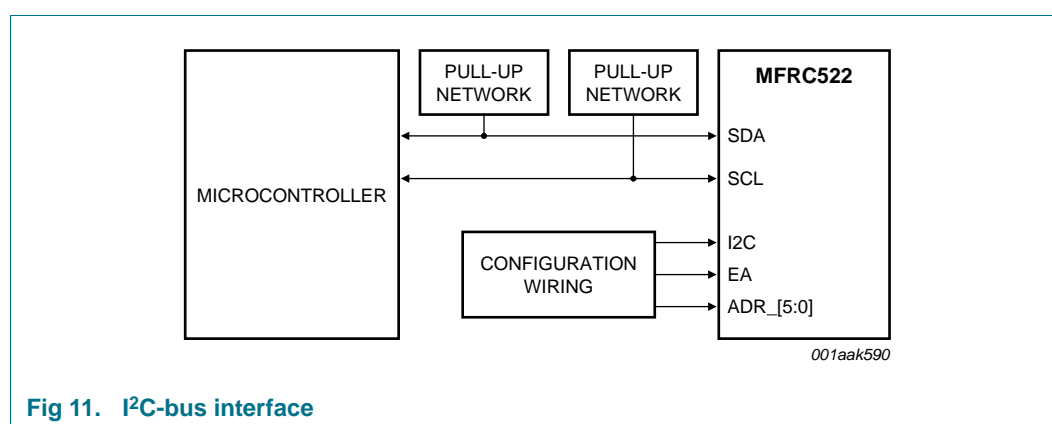 PULL-UP
NETWORK
PULL-UP
NETWORK
MFRC522
SDA
SCL
MICROCONTROLLER
I2C
CONFIGURATION
WIRING
EA
ADR_[5:0]
001aak590
Fig 11. I²C-bus interface